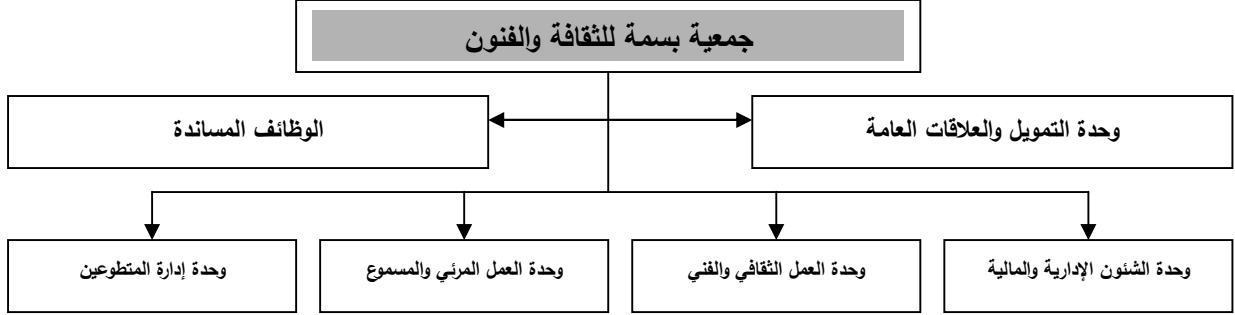 جمعية بسمة للثقافة والفنون
وحدة التمويل والعلاقات العامة
الوظائف المساندة
وحدة الشئون الإدارية والمالية
وحدة العمل الثقافي والفني
وحدة العمل المرئي والمسموع
وحدة إدارة المتطوعين